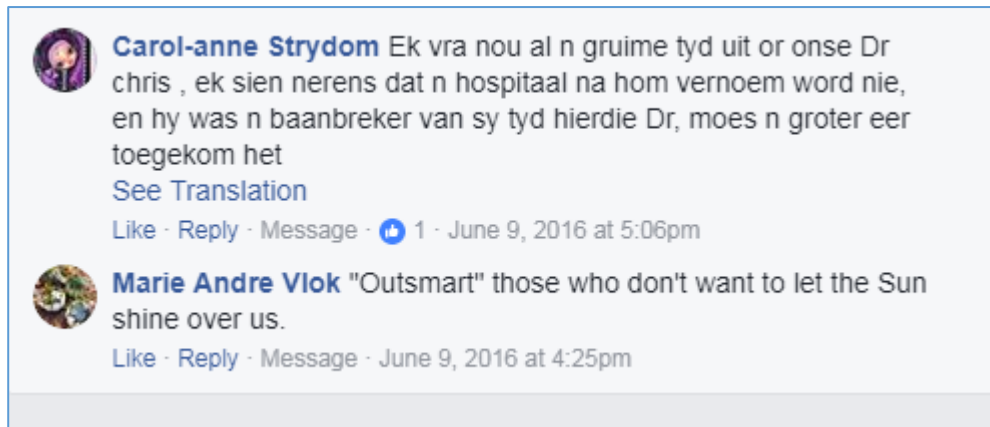 Carol-anne Strydom Ek vra nou al n gruime tyd uit or onse Dr
chris , ek sien nerens dat n hospitaal na hom vernoem word nie,
en hy was n baanbreker van sy tyd hierdie Dr, moes n groter eer
toegekom het
See Translation
Like · Reply · Message · 1 · June 9, 2016 at 5:06pm
Marie Andre Vlok "Outsmart" those who don't want to let the Sun
shine over us.
Like · Reply · Message · June 9, 2016 at 4:25pm